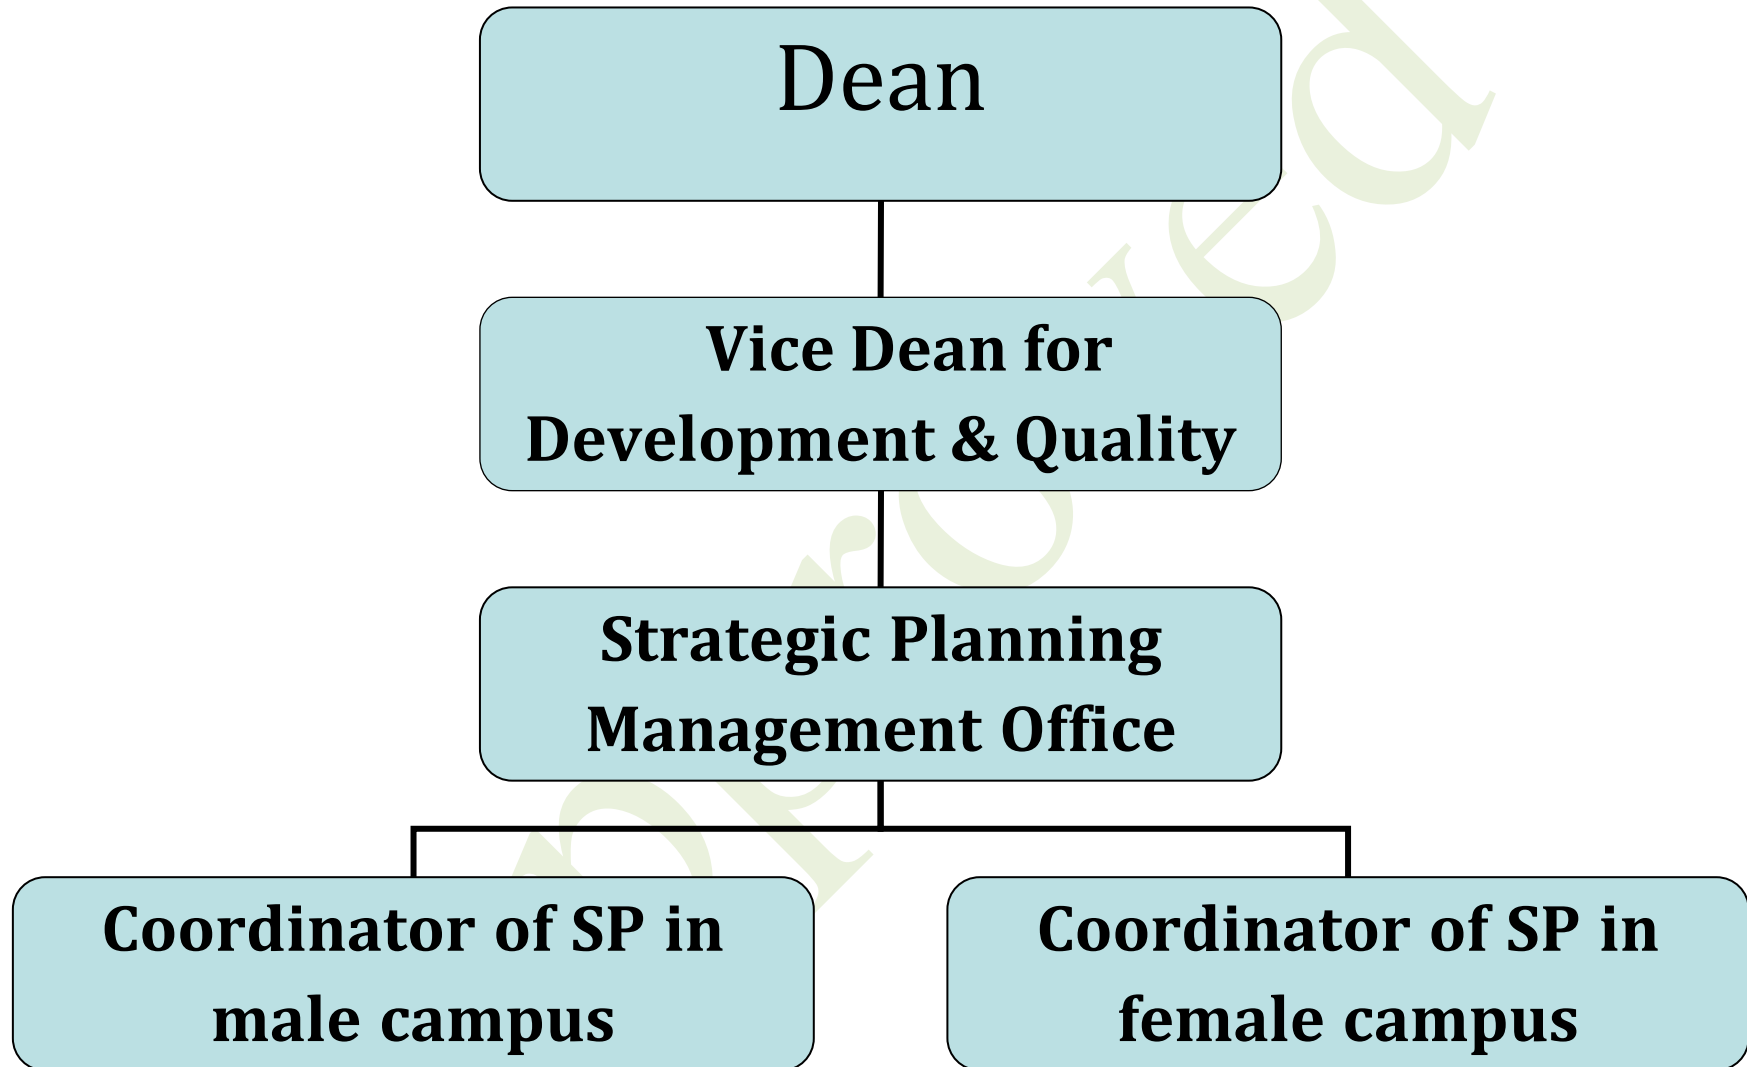 Dean
Vice Dean for
Development & Quality
Strategic Planning
Management Office
Coordinator of SP in
male campus
Coordinator of SP in
female campus